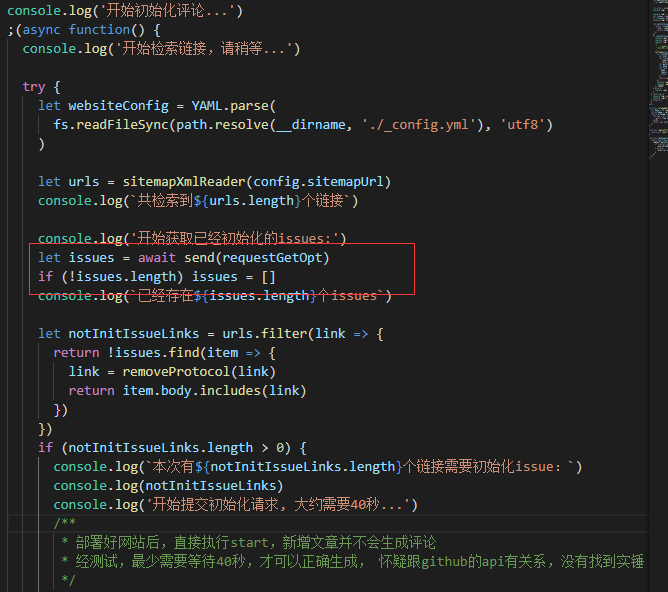 console.log('开始初始化评论...')
;(async function() {
console.log('开始检索链接，请稍等...')
try {
let websiteConfig = YAML.parse(
fs.readFileSync(path.resolve(__dirname, './_config.yml'), 'utf8')
)
let urls = sitemapXmlReader(config.sitemapUrl)
console.log(`共检索到${urls.length}个链接`)
console.log('开始获取已经初始化的issues:')
let issues = await send(requestGetOpt)
if (!issues.length) issues = []
console.log(`已经存在${issues.length}个issues`)
let notInitIssueLinks = urls.filter(link => {
return !issues.find(item => {
link = removeProtocol(link)
return item.body.includes(link)
})
})
if (notInitIssueLinks.length > 0) {
console.log(`本次有${notInitIssueLinks.length}个链接需要初始化issue：`)
console.log(notInitIssueLinks)
console.log('开始提交初始化请求, 大约需要40秒...')
/**
* 部署好网站后，直接执行start，新增文章并不会生成评论
* 经测试，最少需要等待40秒，才可以正确生成， 怀疑跟github的api有关系，没有找到实锤
*/